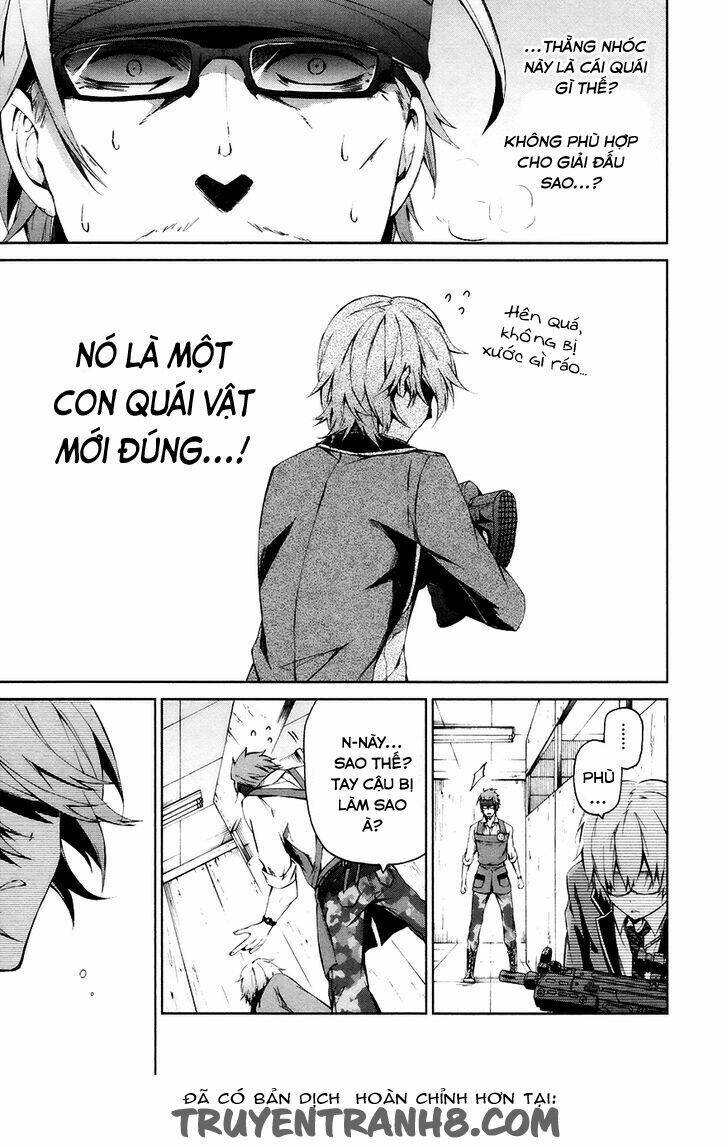 ...THẰNG NHÓC
NÀY LÀ CÁI QUÁI
GÌ THẾ?
KHÔNG PHÙ HỢP
CHO GIẢI ĐẤU
SAO...?
Hên quá,
không bị
xước gì ráo...
NÓ LÀ MỘT
CON QUÁI VẬT
MỚI ĐÚNG...!
......
PHÙ
...
N-NÀY...
SAO THẾ?
TAY CẬU BỊ
LÀM SAO
À?
ĐÃ CÓ BẢN DỊCH HOÀN CHỈNH HƠN TẠI:
TRUYENTRANH8.COM